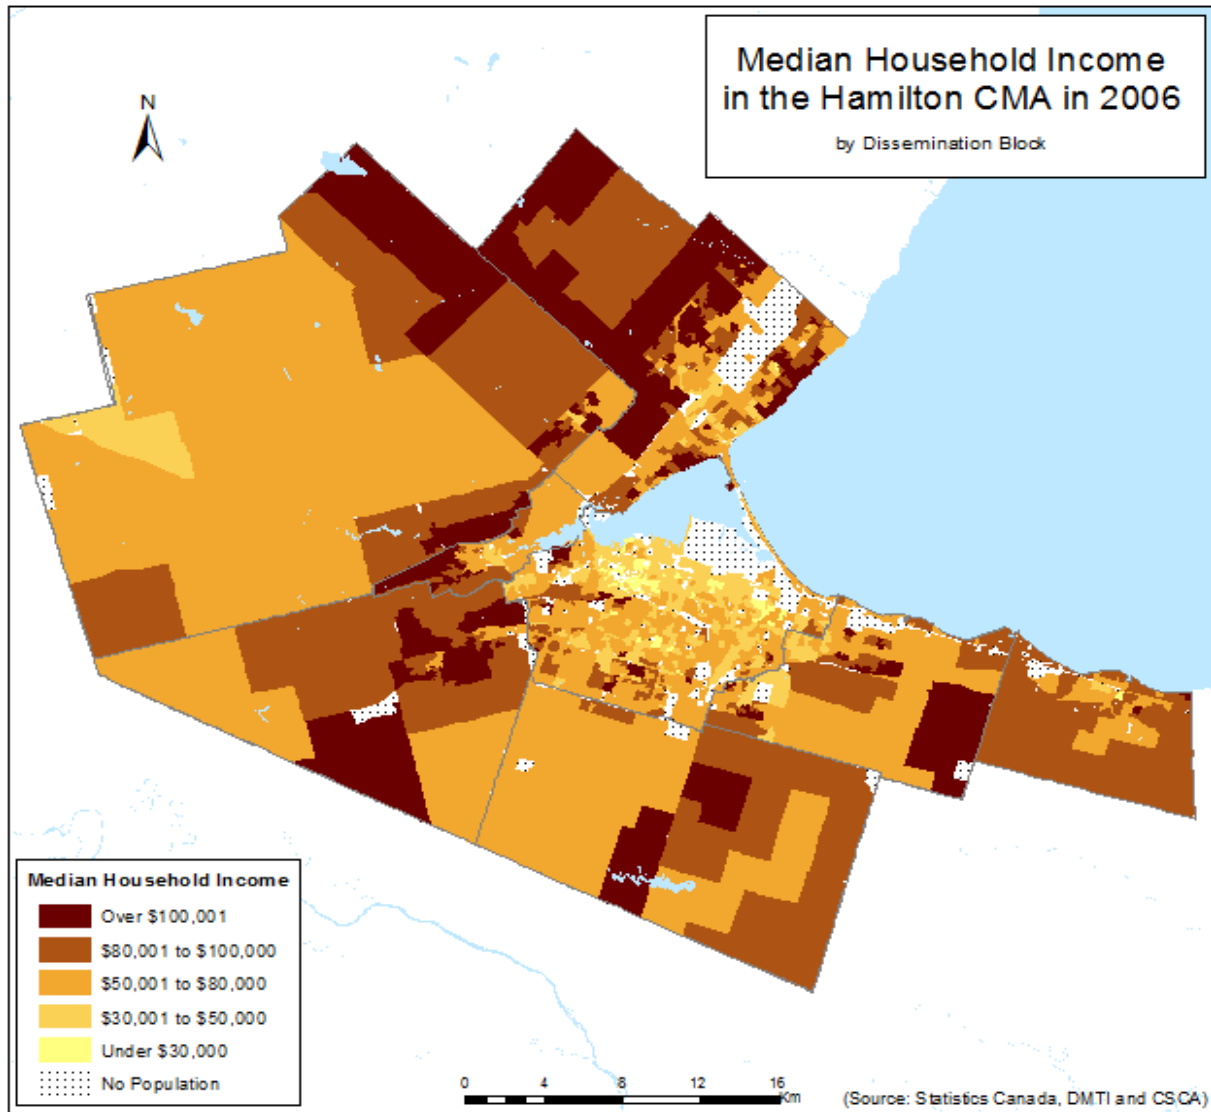 Median Household Income
in the Hamilton CMA in 2006
by Dissemination Block
N
Median Household Income
Over $100,001
$80,001 to $100,000
$50,001 to $80,000
$30,001 to $50,000
Under $30,000
No Population
0 4 8 12 16
Km
(Source: Statistics Canada, DMTI and CSCA)